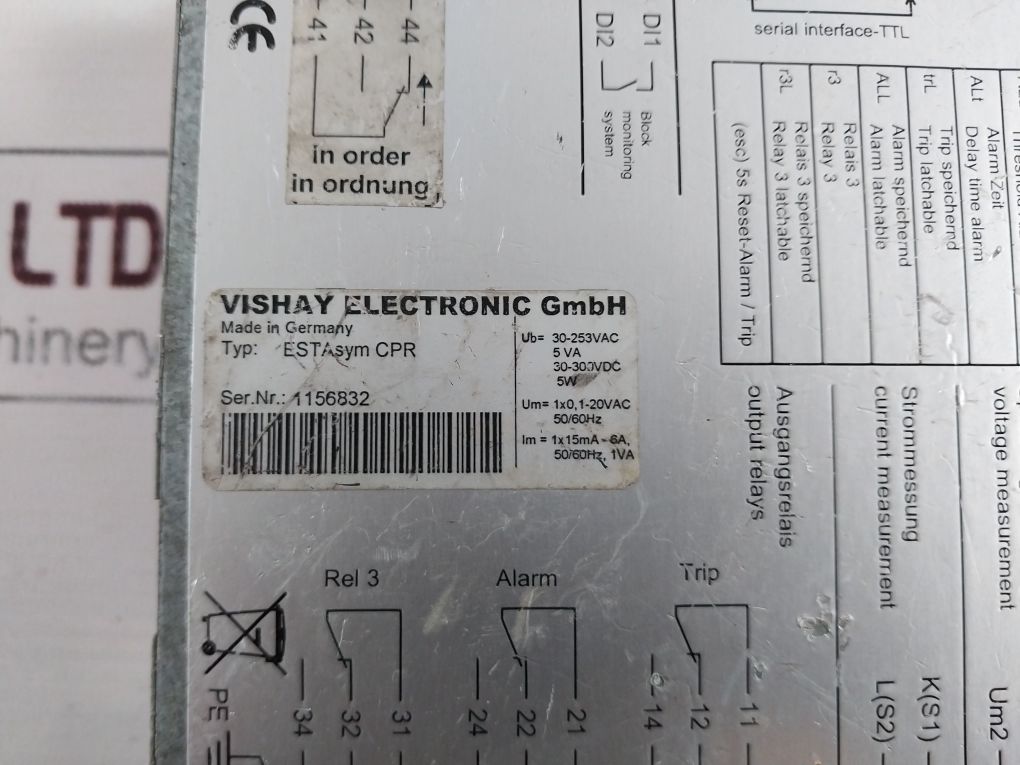 CE
41
42
44
in order
in ordnung
DI1
DI2
Block
monitoring
system
serial interface-TTL
ALt
Alarm Zeit
Delay time alarm
trL
Trip speichernd
Trip latchable
ALL
Alarm speichernd
Alarm latchable
r3
Relais 3
Relay 3
r3L
Relais 3 speichernd
Relay 3 latchable
(esc) 5s Reset-Alarm / Trip
LTD
hinery
VISHAY ELECTRONIC GmbH
Made in Germany
Typ: ESTAsym CPR
Ser.Nr.: 1156832
Ub= 30-253VAC
5 VA
30-300VDC
5W
Um= 1x0,1-20VAC
50/60Hz
Im = 1x15mA - 6A,
50/60Hz, 1VA
voltage measurement
Strommessung
current measurement
Ausgangsrelais
output relays
Rel 3
Alarm
Trip
PE
34
32
31
24
22
21
14
12
11
L(S2)
K(S1)
Um2